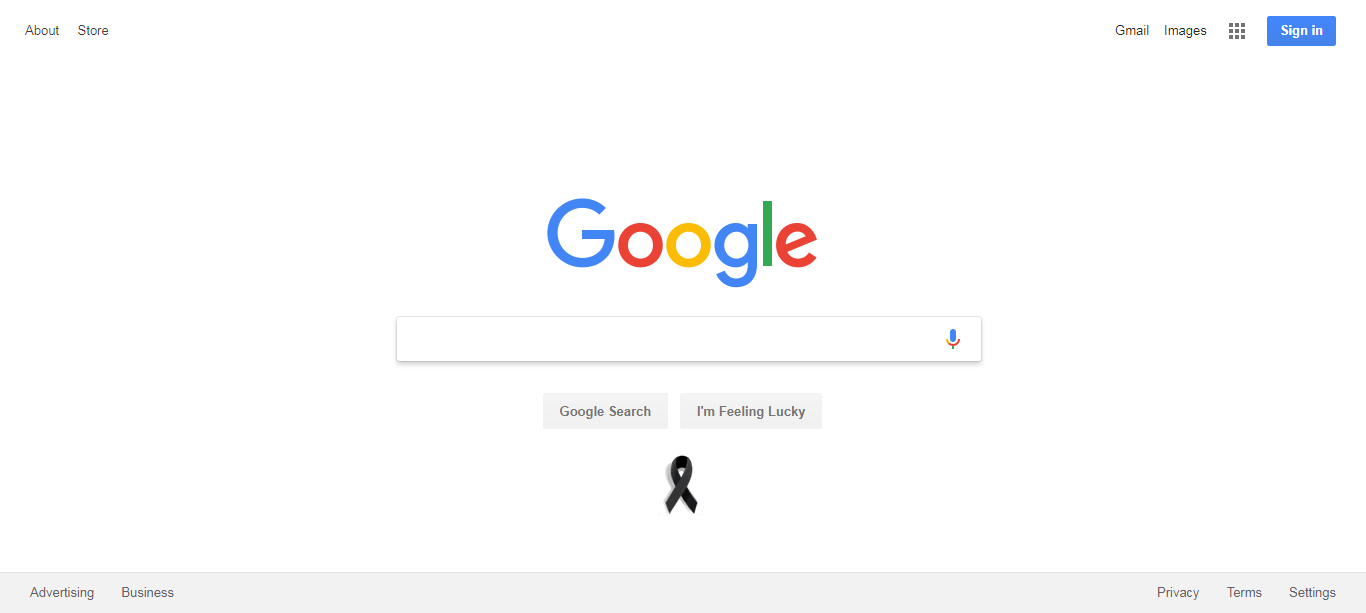 About Store Gmail Images Sign in
Google
Google Search I'm Feeling Lucky
Advertising Business Privacy Terms Settings